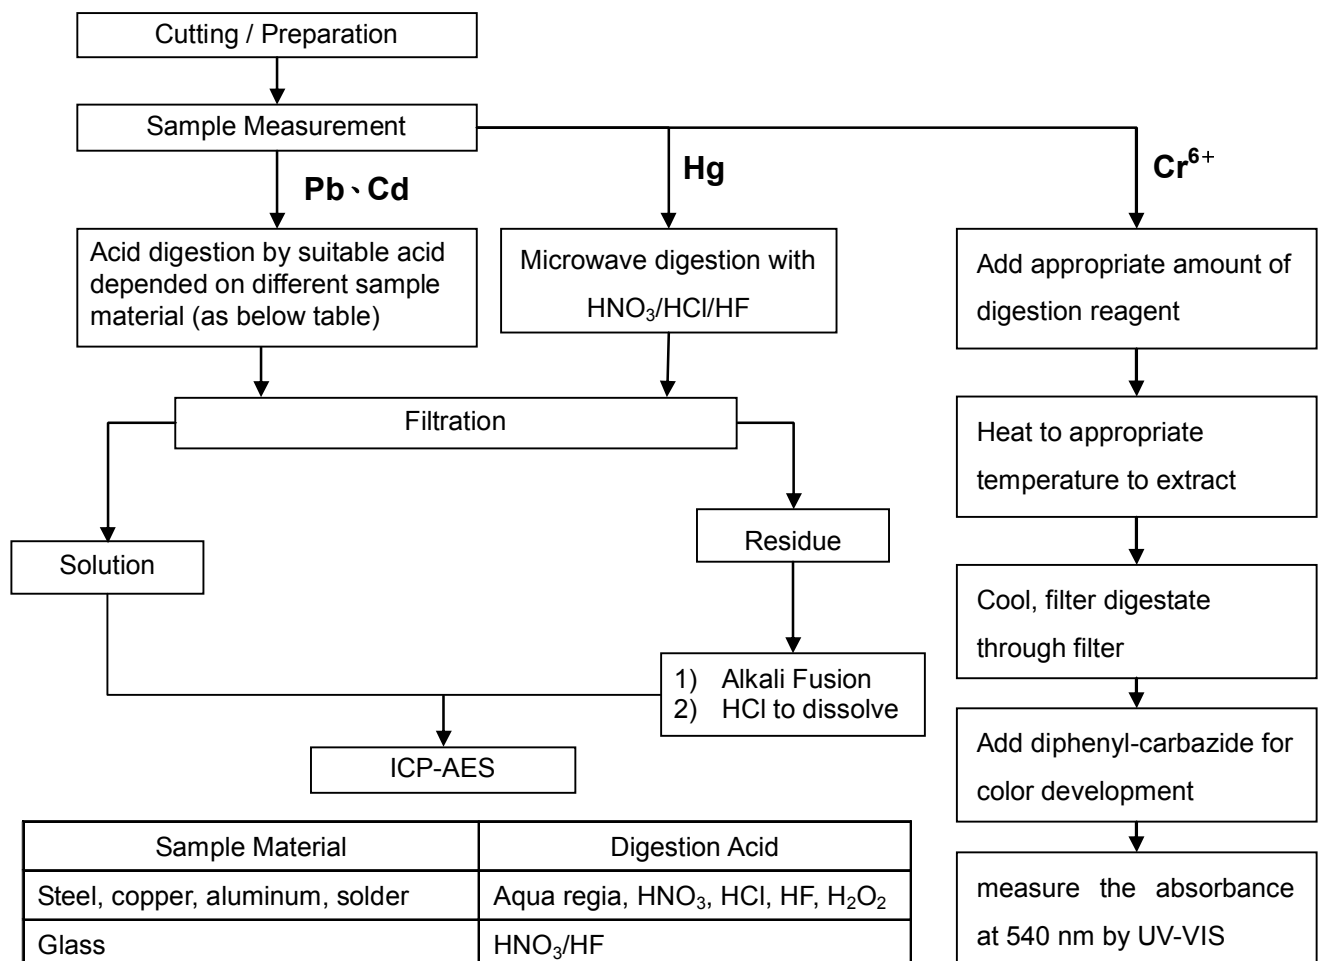 Cutting / Preparation
Sample Measurement
Pb、Cd
Hg
Cr⁶⁺
Acid digestion by suitable acid
depended on different sample
material (as below table)
Microwave digestion with
HNO₃/HCl/HF
Add appropriate amount of
digestion reagent
Filtration
Heat to appropriate
temperature to extract
Solution
Residue
Cool, filter digestate
through filter
1) Alkali Fusion
2) HCl to dissolve
ICP-AES
Add diphenyl-carbazide for
color development
measure the absorbance
at 540 nm by UV-VIS
Sample Material Digestion Acid
Steel, copper, aluminum, solder Aqua regia, HNO₃, HCl, HF, H₂O₂
Glass HNO₃/HF